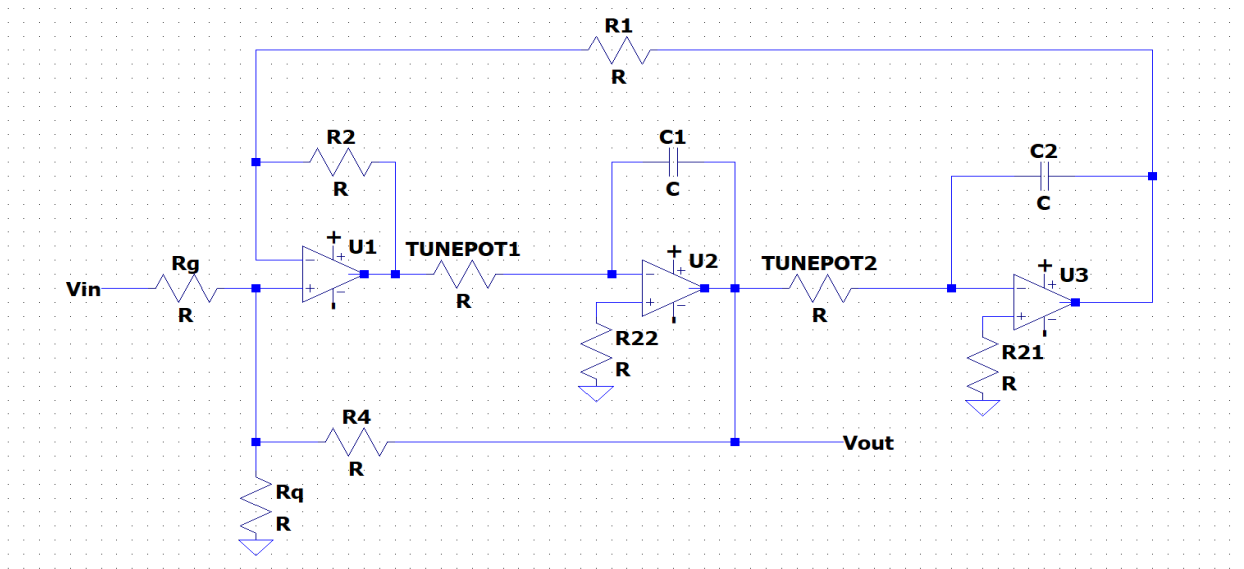 R1
R
R2
R
C1
C
C2
C
+
U1
+
-
+
-
TUNEPOT1
R
+
U2
+
-
+
-
TUNEPOT2
R
+
U3
+
-
+
-
Rg
Vin
R
R22
R
R21
R
R4
R
Vout
Rq
R